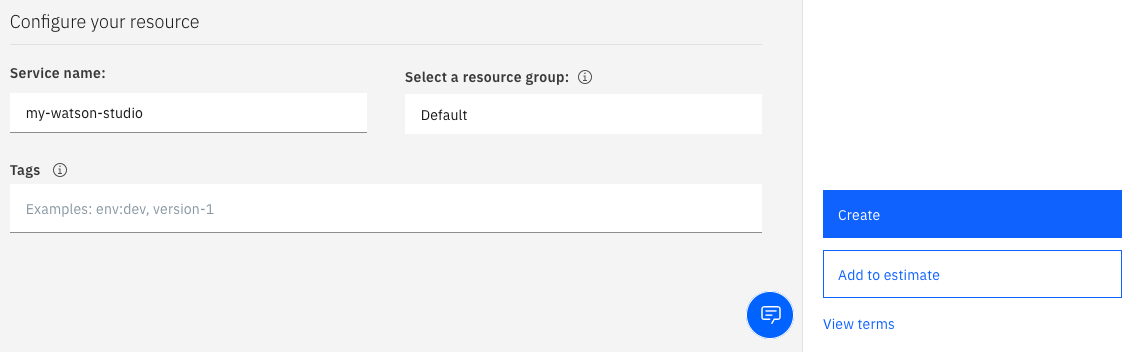 Configure your resource
Service name:
Select a resource group:
my-watson-studio
Default
Tags
Examples: env:dev, version-1
Create
Add to estimate
View terms